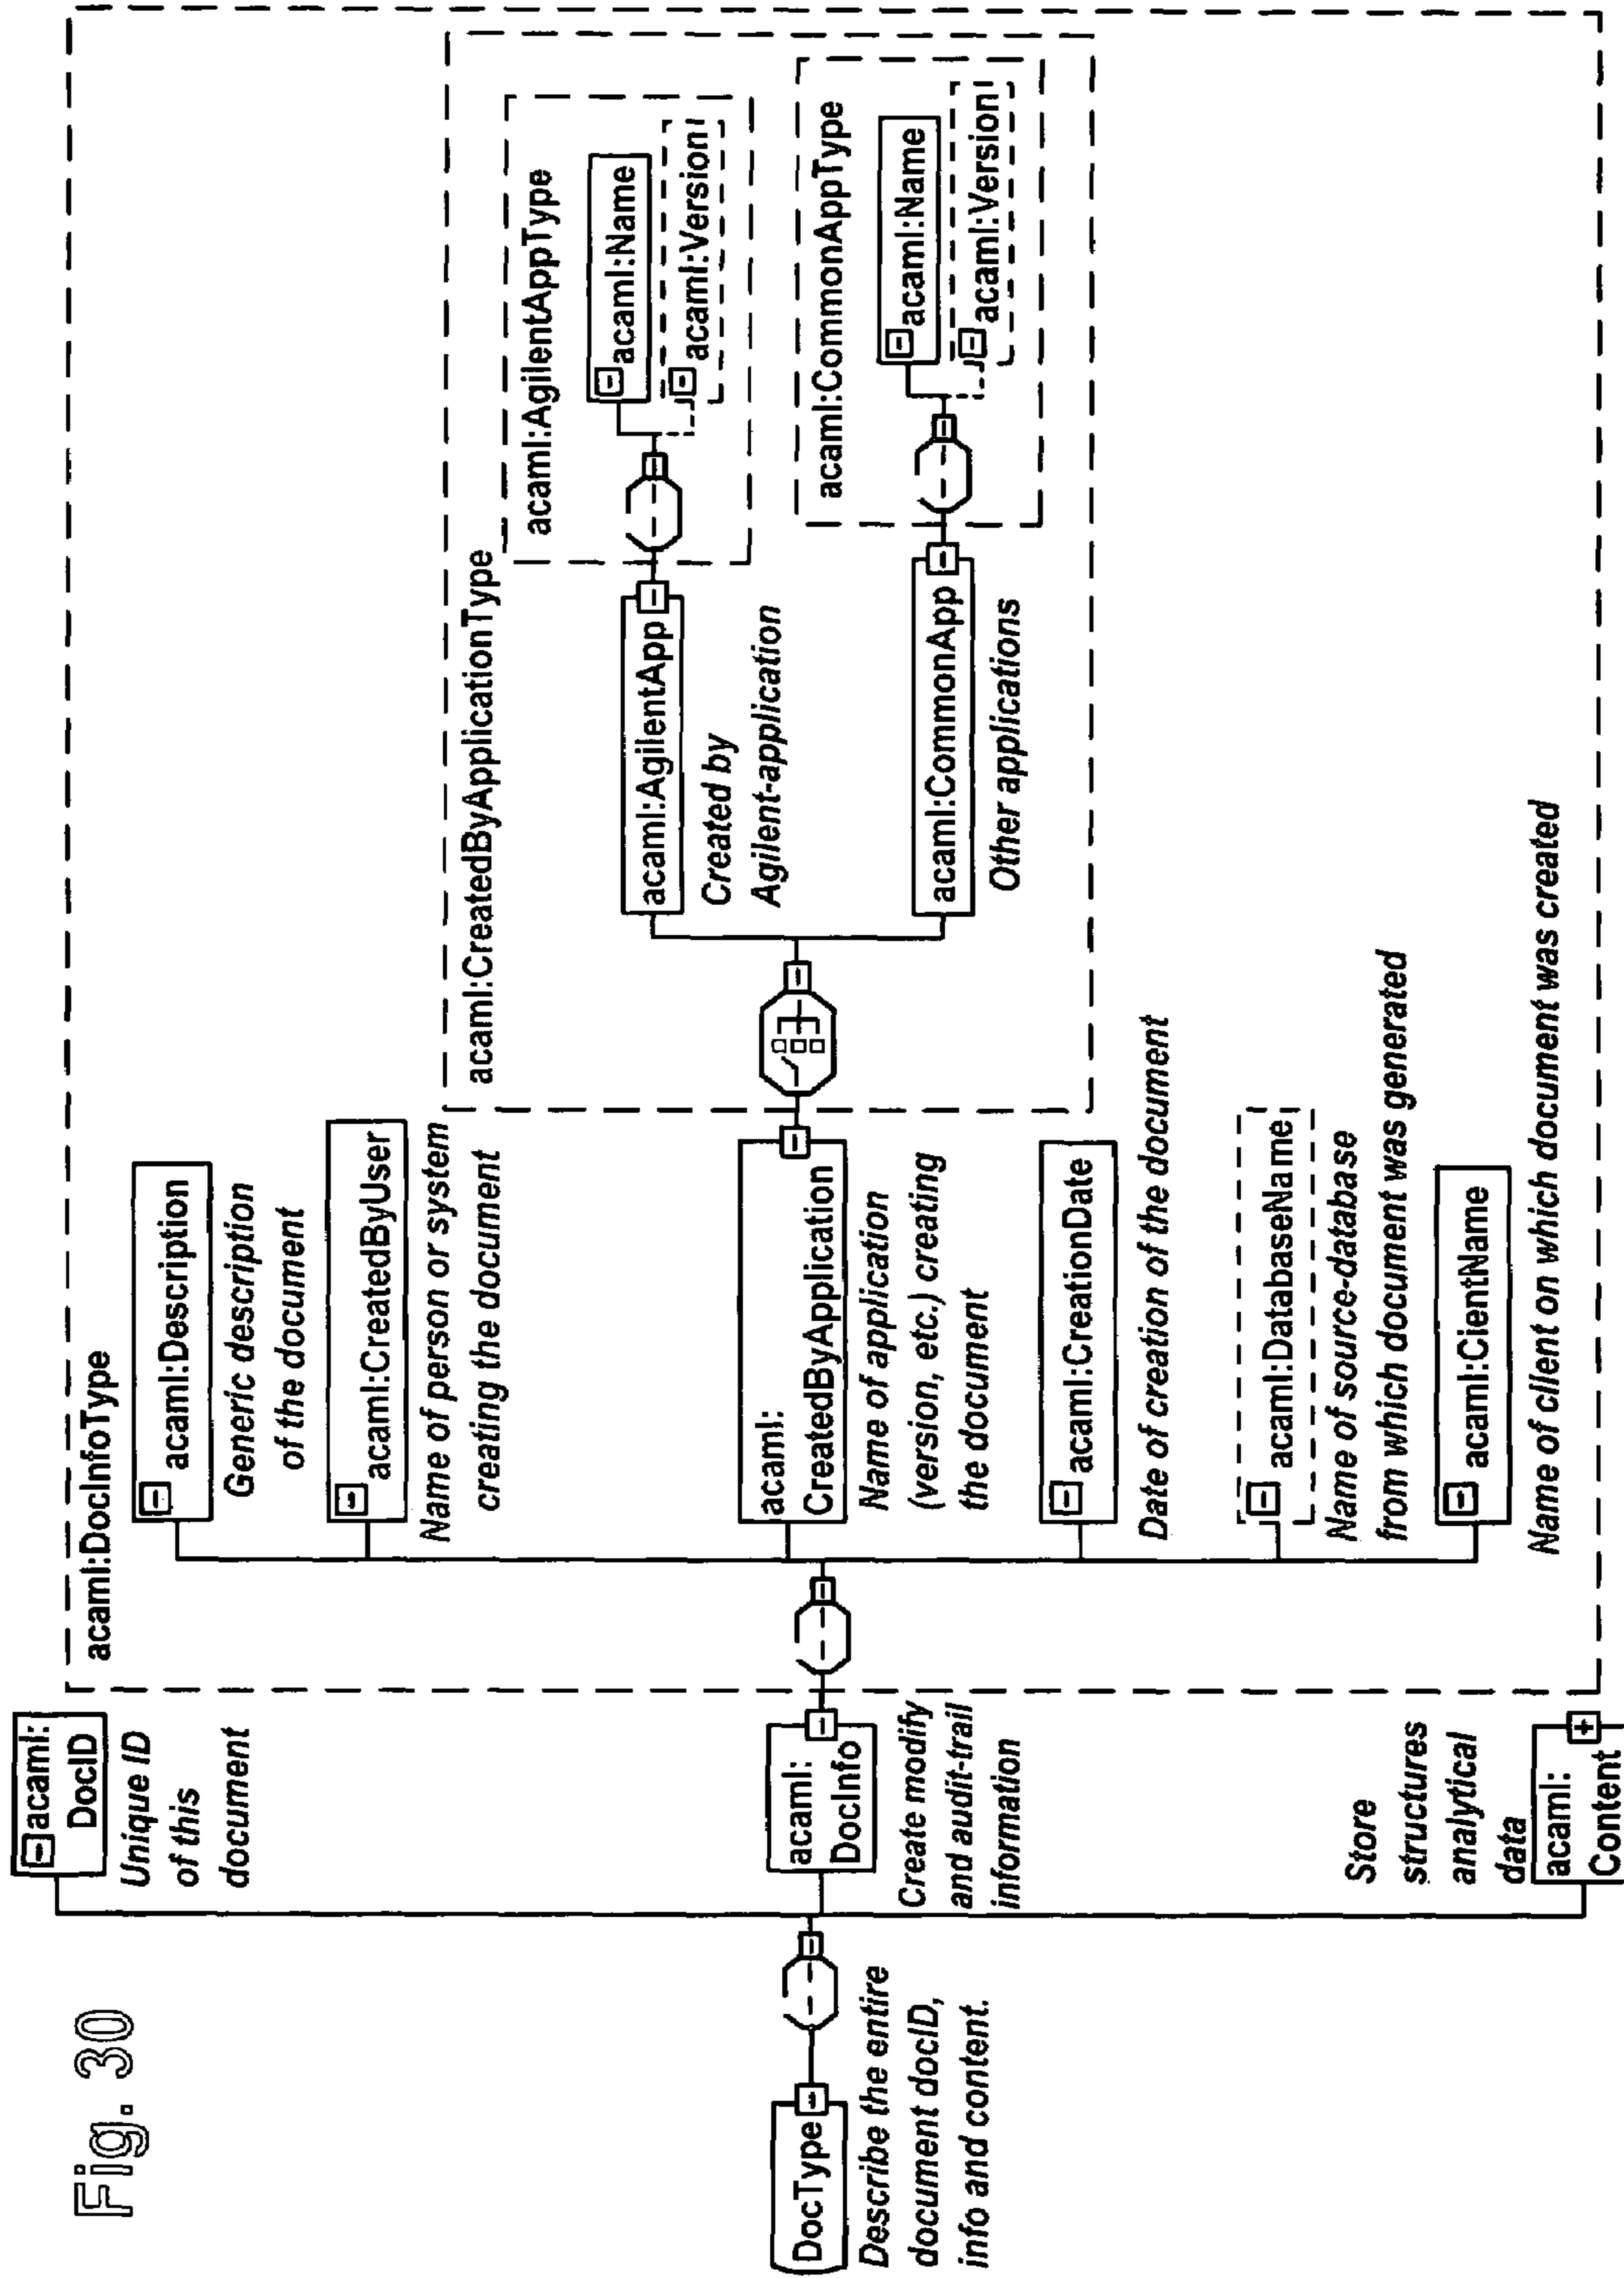 Fig. 30
DocType
Describe the entire
document docID,
info and content.
acaml:
DocID
Unique ID
of this
document
acaml:
DocInfo
Create modify
and audit-trail
information
Store
structures
analytical
data
acaml:
Content
acaml:DocInfoType
acaml:Description
Generic description
of the document
acaml:CreatedByUser
Name of person or system
creating the document
acaml:
CreatedByApplication
Name of application
(version, etc.) creating
the document
acaml:CreationDate
Date of creation of the document
acaml:DatabaseName
Name of source-database
from which document was generated
acaml:CientName
Name of client on which document was created
acaml:CreatedByApplicationType
acaml:AgilentApp
Created by
Agilent-application
acaml:AgilentAppType
acaml:Name
acaml:Version
acaml:CommonApp
Other applications
acaml:CommonAppType
acaml:Name
acaml:Version